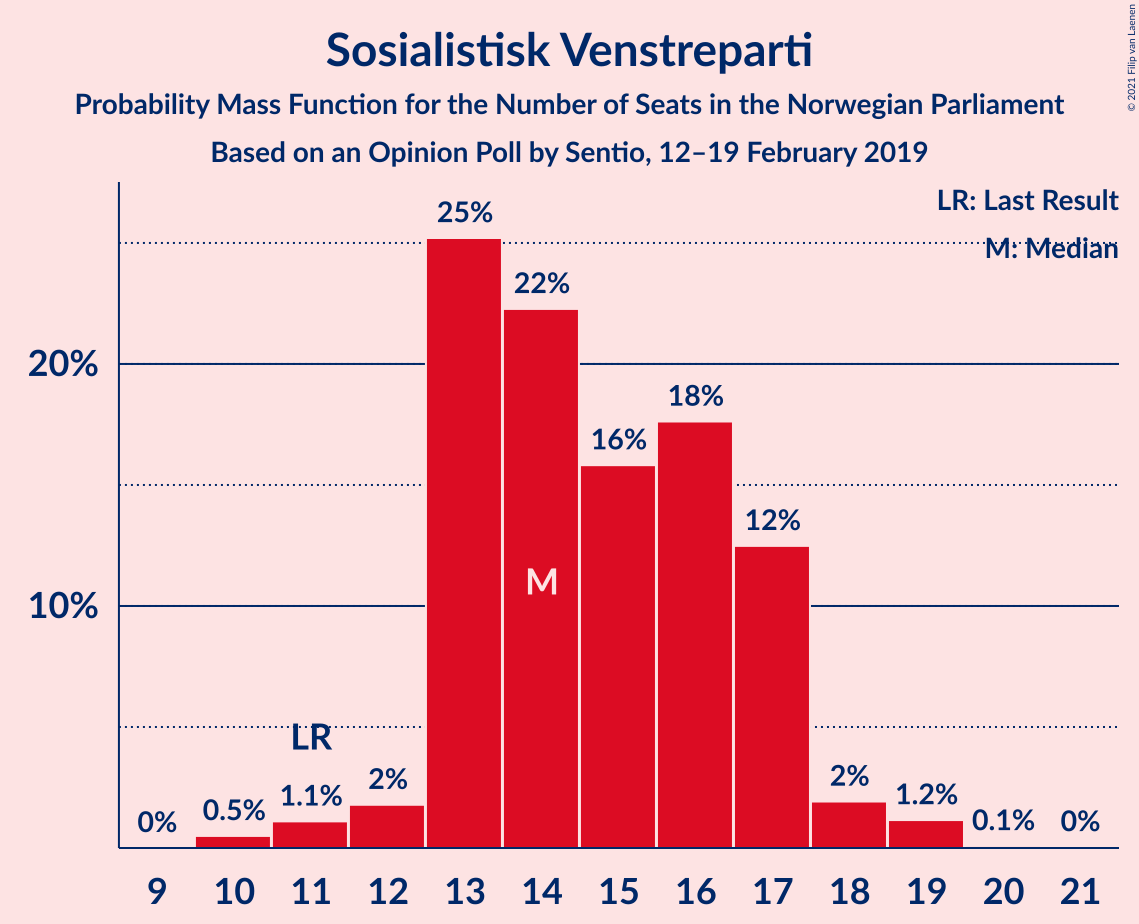 Sosialistisk Venstreparti
Probability Mass Function for the Number of Seats in the Norwegian Parliament
Based on an Opinion Poll by Sentio, 12–19 February 2019
© 2021 Filip van Laenen
LR: Last Result
M: Median
25%
22%
20%
18%
16%
12%
M
10%
LR
0%
0.5%
1.1%
2%
2%
1.2%
0.1%
0%
9 10 11 12 13 14 15 16 17 18 19 20 21